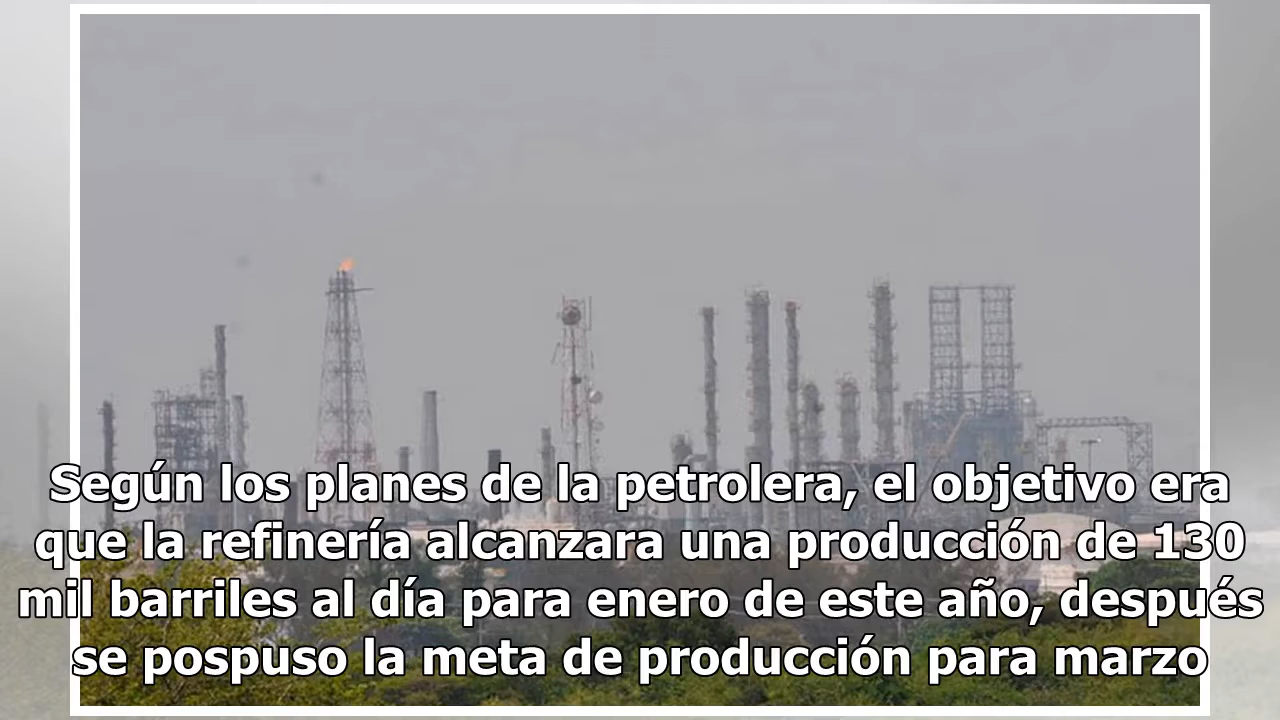 Según los planes de la petrolera, el objetivo era
que la refinería alcanzara una producción de 130
mil barriles al día para enero de este año, después
se pospuso la meta de producción para marzo